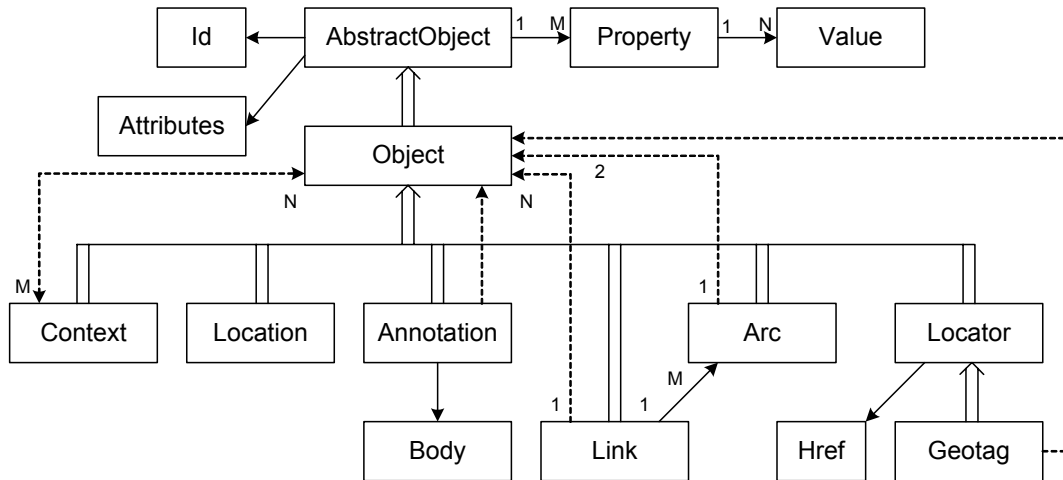 Id
AbstractObject
1
M
Property
1
N
Value
Attributes
Object
2
N
N
M
1
Context
Location
Annotation
Arc
Locator
M
1
1
Body
Link
Href
Geotag